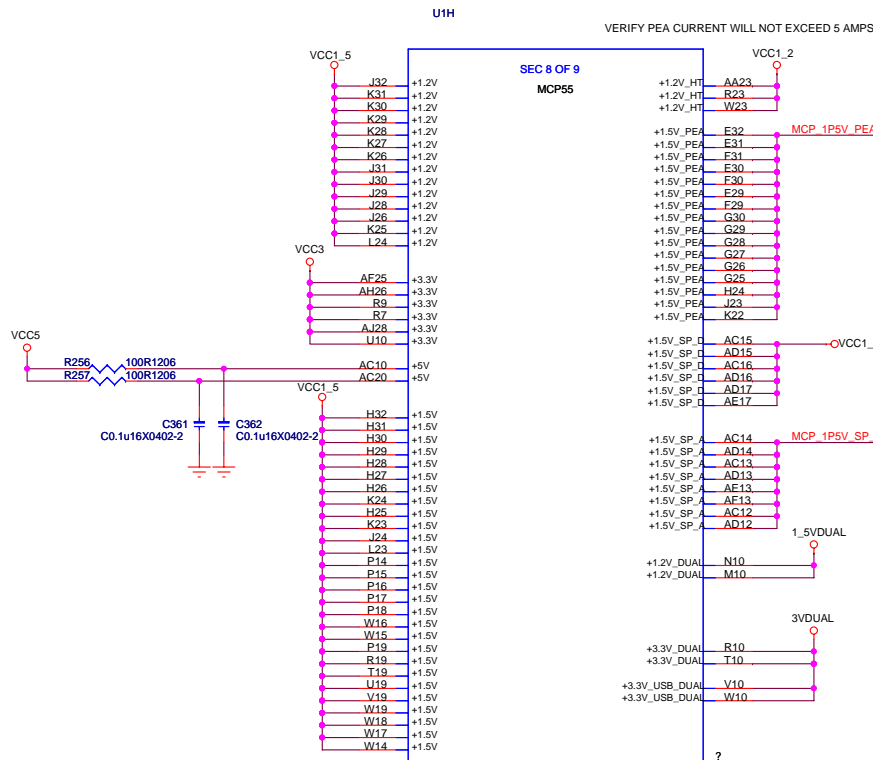 U1H
VERIFY PEA CURRENT WILL NOT EXCEED 5 AMPS
SEC 8 OF 9
MCP55
VCC1_5
J32 +1.2V
K31 +1.2V
K30 +1.2V
K29 +1.2V
K28 +1.2V
K27 +1.2V
K26 +1.2V
J31 +1.2V
J30 +1.2V
J29 +1.2V
J28 +1.2V
J26 +1.2V
K25 +1.2V
L24 +1.2V
VCC3
AF25 +3.3V
AH26 +3.3V
R9 +3.3V
R7 +3.3V
AJ28 +3.3V
U10 +3.3V
VCC5
R256 100R1206 AC10 +5V
R257 100R1206 AC20 +5V
C361
C0.1u16X0402-2
C362
C0.1u16X0402-2
VCC1_5
H32 +1.5V
H31 +1.5V
H30 +1.5V
H29 +1.5V
H28 +1.5V
H27 +1.5V
H26 +1.5V
K24 +1.5V
H25 +1.5V
K23 +1.5V
J24 +1.5V
L23 +1.5V
P14 +1.5V
P15 +1.5V
P16 +1.5V
P17 +1.5V
P18 +1.5V
W16 +1.5V
W15 +1.5V
P19 +1.5V
R19 +1.5V
T19 +1.5V
U19 +1.5V
V19 +1.5V
W19 +1.5V
W18 +1.5V
W17 +1.5V
W14 +1.5V
VCC1_2
+1.2V_HT AA23
+1.2V_HT R23
+1.2V_HT W23
+1.5V_PEA E32 MCP_1P5V_PEA
+1.5V_PEA E31
+1.5V_PEA F31
+1.5V_PEA E30
+1.5V_PEA F30
+1.5V_PEA E29
+1.5V_PEA F29
+1.5V_PEA G30
+1.5V_PEA G29
+1.5V_PEA G28
+1.5V_PEA G27
+1.5V_PEA G26
+1.5V_PEA G25
+1.5V_PEA H24
+1.5V_PEA J23
+1.5V_PEA K22
+1.5V_SP_D AC15 VCC1_
+1.5V_SP_D AD15
+1.5V_SP_D AC16
+1.5V_SP_D AD16
+1.5V_SP_D AD17
+1.5V_SP_D AE17
+1.5V_SP_A AC14 MCP_1P5V_SP_
+1.5V_SP_A AD14
+1.5V_SP_A AC13
+1.5V_SP_A AD13
+1.5V_SP_A AE13
+1.5V_SP_A AF13
+1.5V_SP_A AC12
+1.5V_SP_A AD12
1_5VDUAL
+1.2V_DUAL N10
+1.2V_DUAL M10
3VDUAL
+3.3V_DUAL R10
+3.3V_DUAL T10
+3.3V_USB_DUAL V10
+3.3V_USB_DUAL W10
?